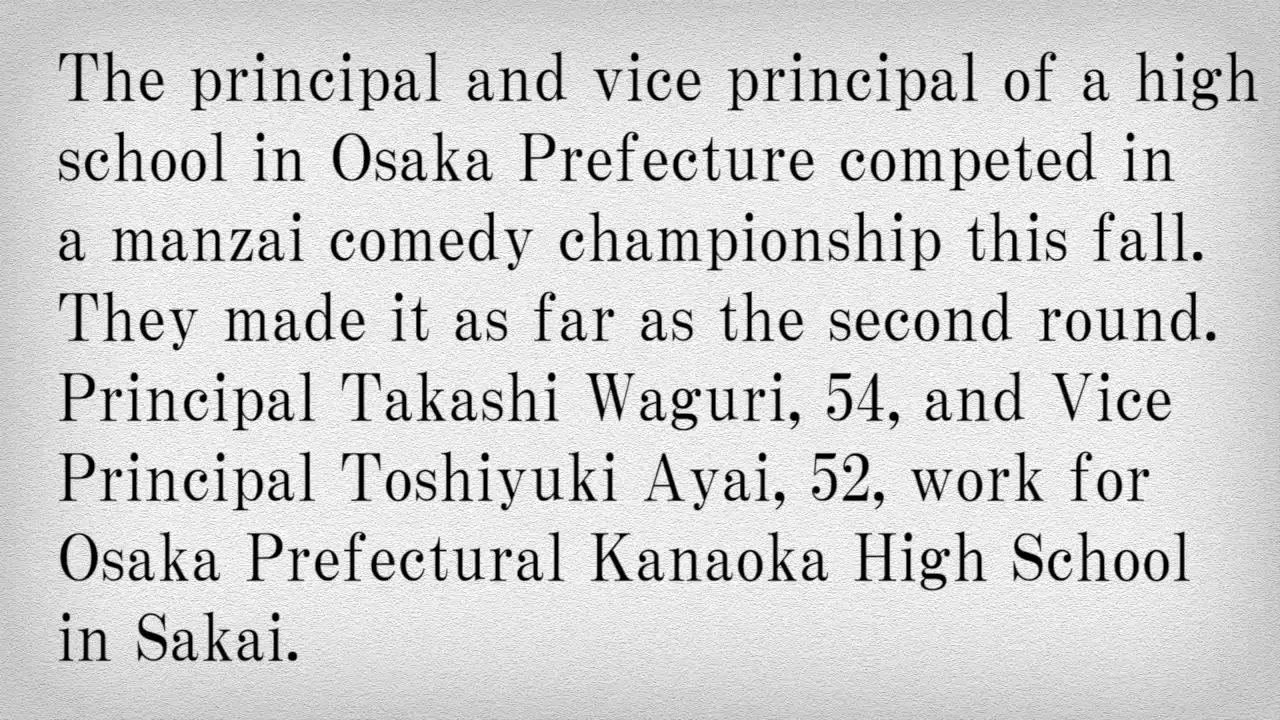 The principal and vice principal of a high
school in Osaka Prefecture competed in
a manzai comedy championship this fall.
They made it as far as the second round.
Principal Takashi Waguri, 54, and Vice
Principal Toshiyuki Ayai, 52, work for
Osaka Prefectural Kanaoka High School
in Sakai.